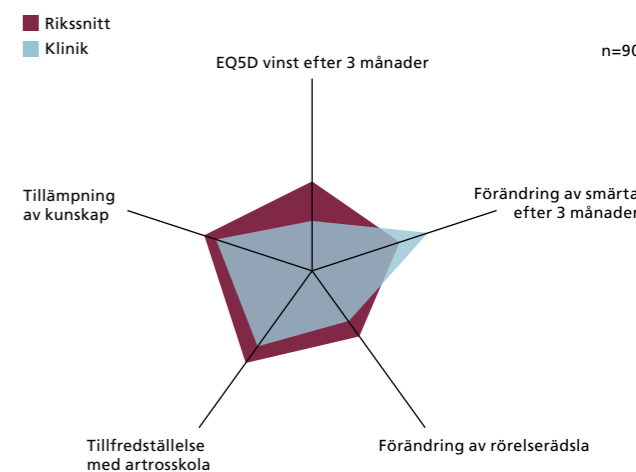 Rikssnitt
Klinik
n=90
EQ5D vinst efter 3 månader
Tillämpning
av kunskap
Förändring av smärta
efter 3 månader
Tillfredställelse
med artrosskola
Förändring av rörelserädsla